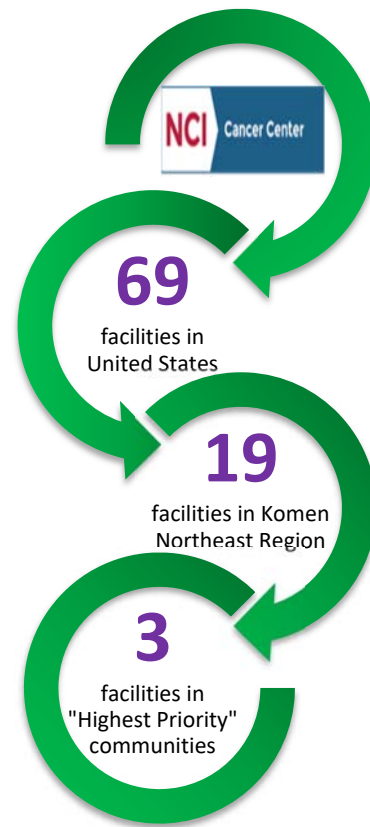 NCI Cancer Center
69
facilities in
United States
19
facilities in Komen
Northeast Region
3
facilities in
"Highest Priority"
communities